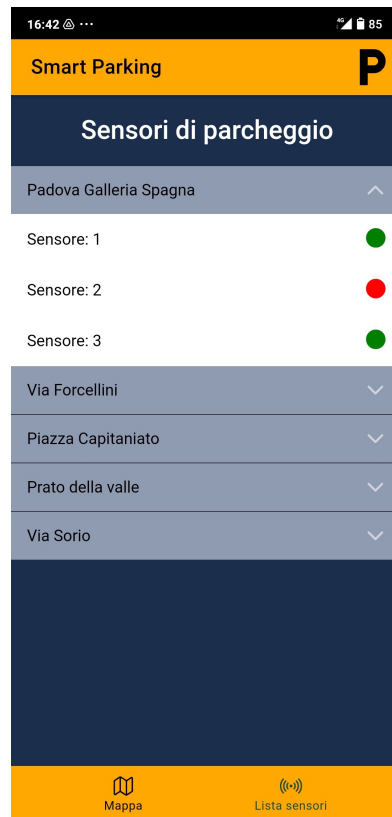 16:42 ... 4G 85
Smart Parking P
Sensori di parcheggio
Padova Galleria Spagna
Sensore: 1
Sensore: 2
Sensore: 3
Via Forcellini
Piazza Capitaniato
Prato della valle
Via Sorio
Mappa Lista sensori